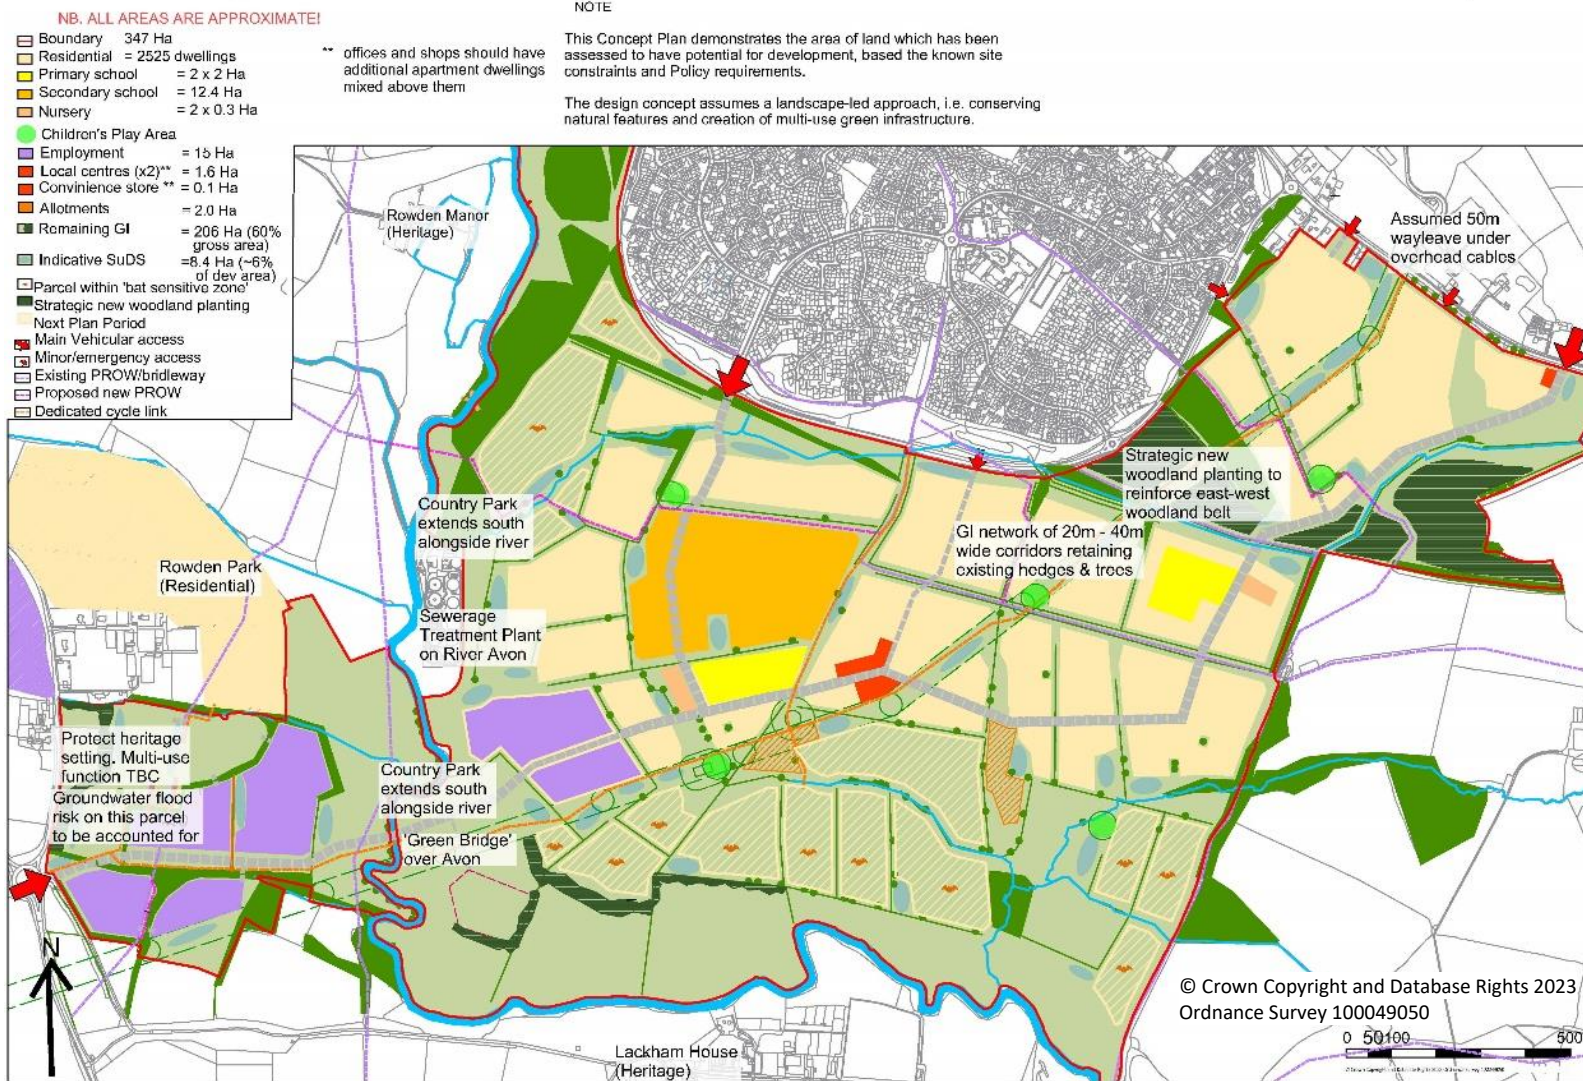 NB. ALL AREAS ARE APPROXIMATE!
Boundary 347 Ha
Residential = 2525 dwellings
Primary school = 2 x 2 Ha
Secondary school = 12.4 Ha
Nursery = 2 x 0.3 Ha
Children's Play Area
Employment = 15 Ha
Local centres (x2)** = 1.6 Ha
Convinience store ** = 0.1 Ha
Allotments = 2.0 Ha
Remaining GI = 206 Ha (60%
gross area)
Indicative SuDS =8.4 Ha (~6%
of dev area)
Parcel within 'bat sensitive zone'
Strategic new woodland planting
Next Plan Period
Main Vehicular access
Minor/emergency access
Existing PROW/bridleway
Proposed new PROW
Dedicated cycle link
** offices and shops should have
additional apartment dwellings
mixed above them
NOTE
This Concept Plan demonstrates the area of land which has been
assessed to have potential for development, based the known site
constraints and Policy requirements.
The design concept assumes a landscape-led approach, i.e. conserving
natural features and creation of multi-use green infrastructure.
Rowden Manor
(Heritage)
Assumed 50m
wayleave under
overhead cables
Strategic new
woodland planting to
reinforce east-west
woodland belt
Country Park
extends south
alongside river
GI network of 20m - 40m
wide corridors retaining
existing hedges & trees
Rowden Park
(Residential)
Sewerage
Treatment Plant
on River Avon
Protect heritage
setting. Multi-use
function TBC
Country Park
extends south
alongside river
Groundwater flood
risk on this parcel
to be accounted for
'Green Bridge'
over Avon
N
Lackham House
(Heritage)
© Crown Copyright and Database Rights 2023
Ordnance Survey 100049050
0 50100 500